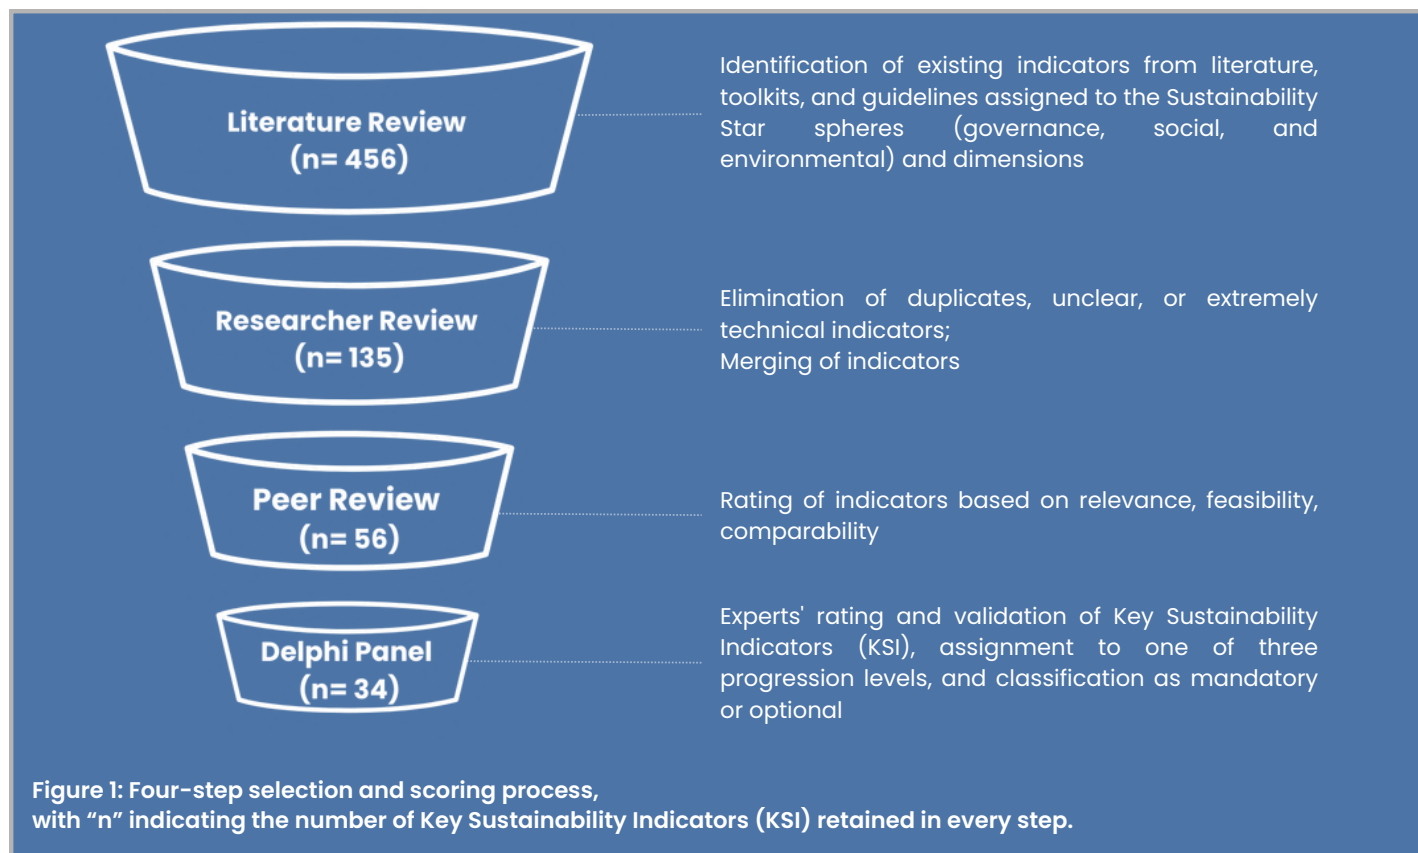 Literature Review
(n= 456)
Identification of existing indicators from literature,
toolkits, and guidelines assigned to the Sustainability
Star spheres (governance, social, and
environmental) and dimensions
Researcher Review
(n= 135)
Elimination of duplicates, unclear, or extremely
technical indicators;
Merging of indicators
Peer Review
(n= 56)
Rating of indicators based on relevance, feasibility,
comparability
Delphi Panel
(n= 34)
Experts' rating and validation of Key Sustainability
Indicators (KSI), assignment to one of three
progression levels, and classification as mandatory
or optional
Figure 1: Four-step selection and scoring process,
with “n” indicating the number of Key Sustainability Indicators (KSI) retained in every step.